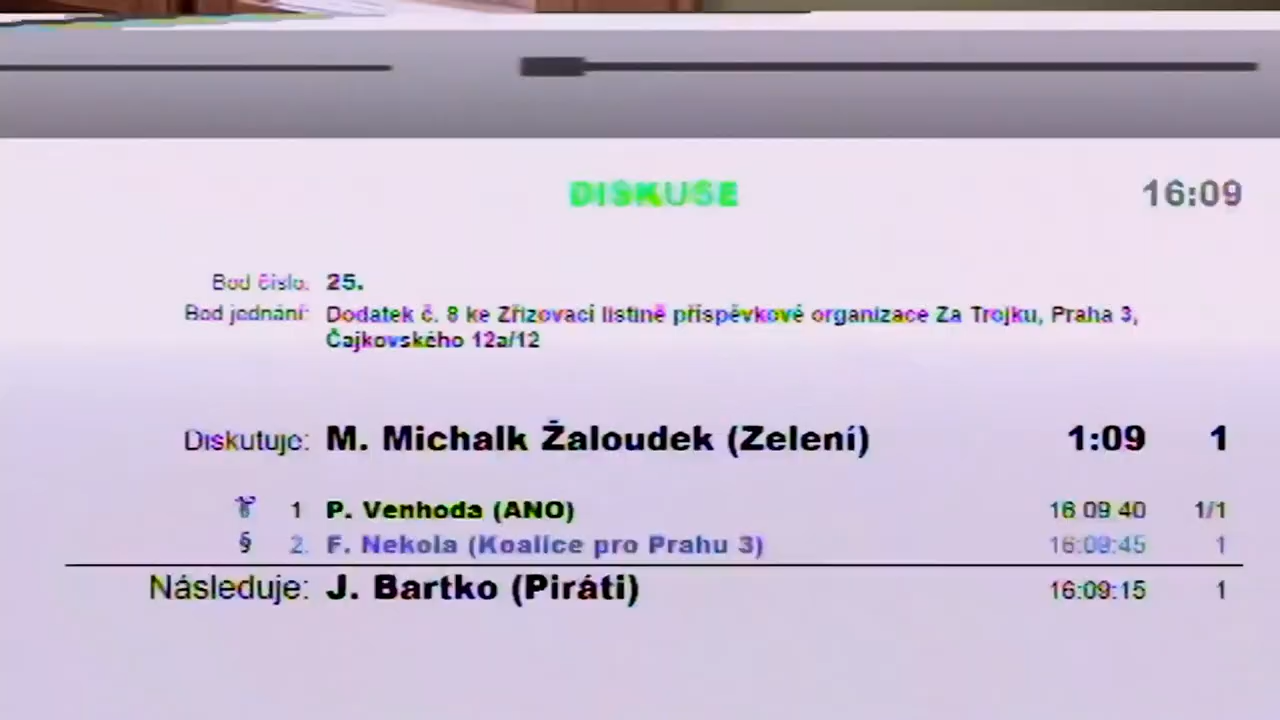 DISKUSE 16:09
Bod číslo: 25.
Bod jednání: Dodatek č. 8 ke Zřizovací listině příspěvkové organizace Za Trojku, Praha 3,
Čajkovského 12a/12
Diskutuje: M. Michalk Žaloudek (Zelení) 1:09 1
1 P. Venhoda (ANO) 16:09:40 1/1
§ 2. F. Nekola (Koalice pro Prahu 3) 16:09:45 1
Následuje: J. Bartko (Piráti) 16:09:15 1